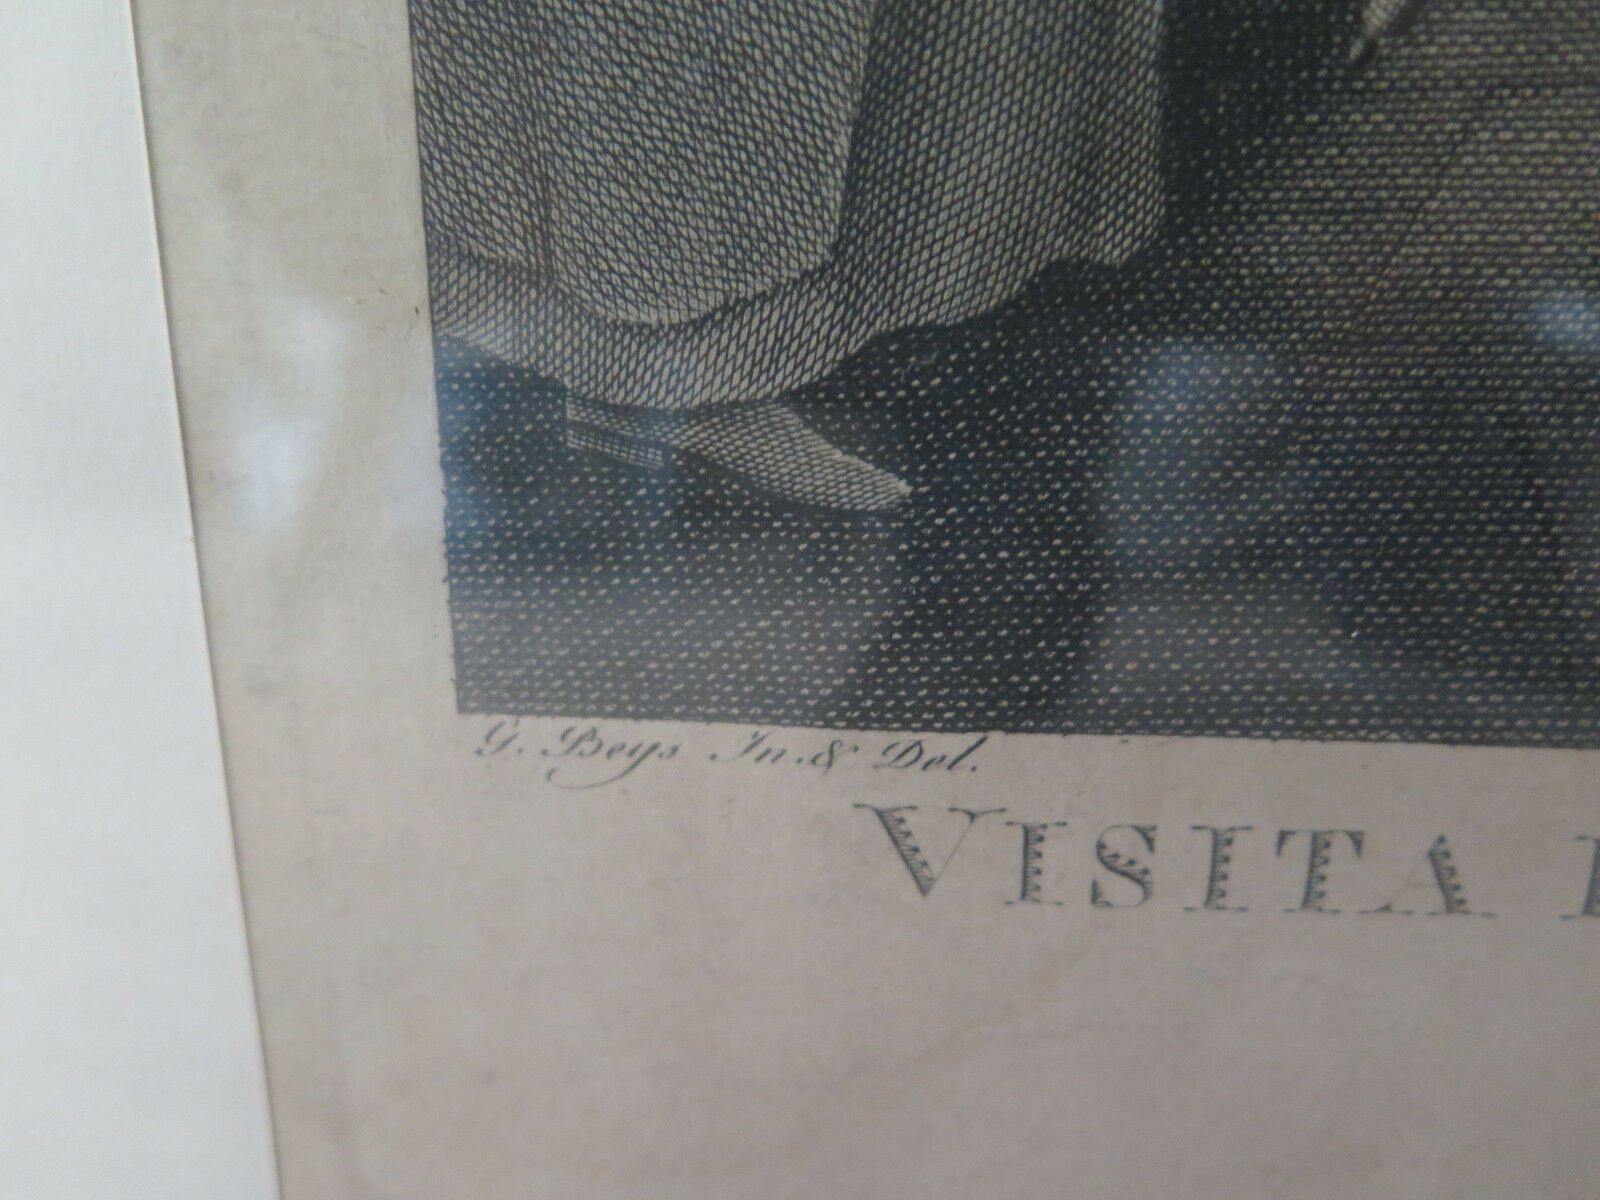 G. Beys In. & Del.
VISITA